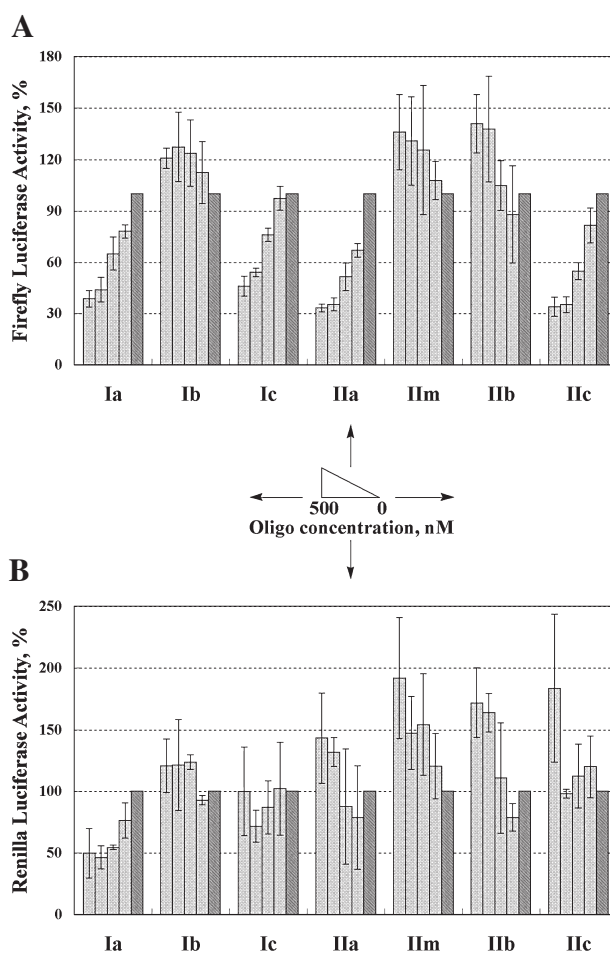 A
Firefly Luciferase Activity, %
180
150
120
90
60
30
0
Ia Ib Ic IIa IIm IIb IIc
500 0
Oligo concentration, nM
B
Renilla Luciferase Activity, %
250
200
150
100
50
0
Ia Ib Ic IIa IIm IIb IIc